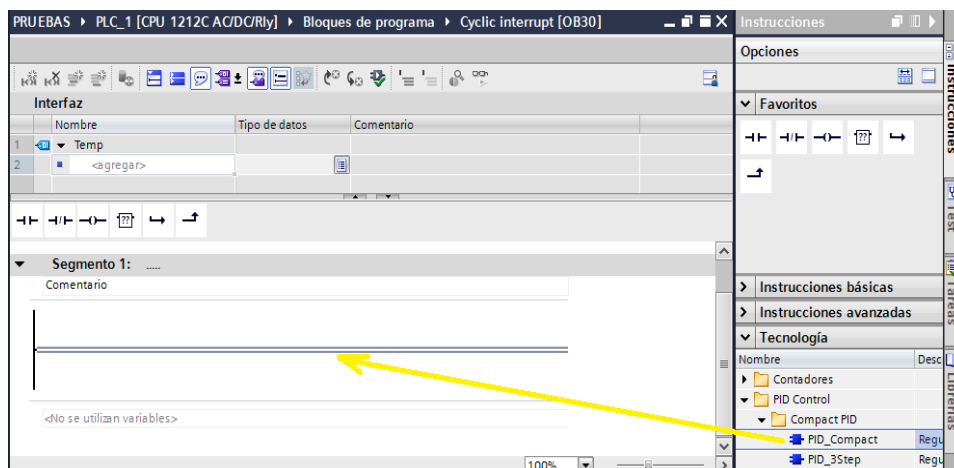 PRUEBAS ▸ PLC_1 [CPU 1212C AC/DC/Rly] ▸ Bloques de programa ▸ Cyclic interrupt [OB30]
Interfaz
Nombre Tipo de datos Comentario
1 Temp
2 <agregar>
Segmento 1: .....
Comentario
<No se utilizan variables>
100%
Instrucciones
Opciones
Favoritos
Instrucciones básicas
Instrucciones avanzadas
Tecnología
Nombre Desc
Contadores
PID Control
Compact PID
PID_Compact Regu
PID_3Step Regu
Instrucciones
Test
Tareas
Librerías